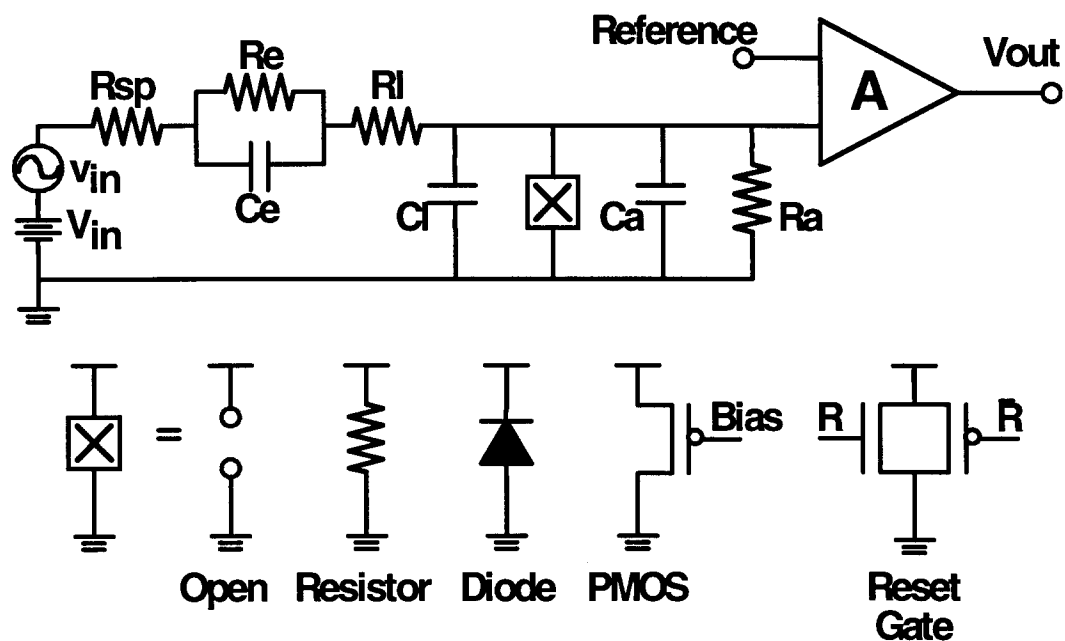 Reference
Vout
A
Rsp
Re
Rl
Ce
vin
Vin
Cl
Ca
Ra
=
Open
Resistor
Diode
Bias
PMOS
R
R̅
Reset
Gate